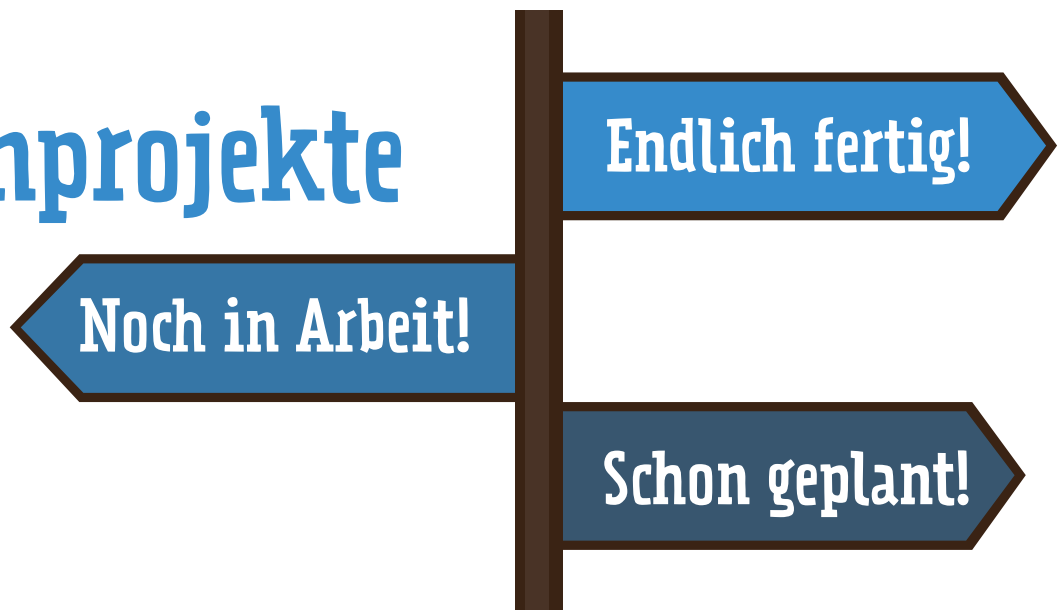 nprojekte
Endlich fertig!
Noch in Arbeit!
Schon geplant!